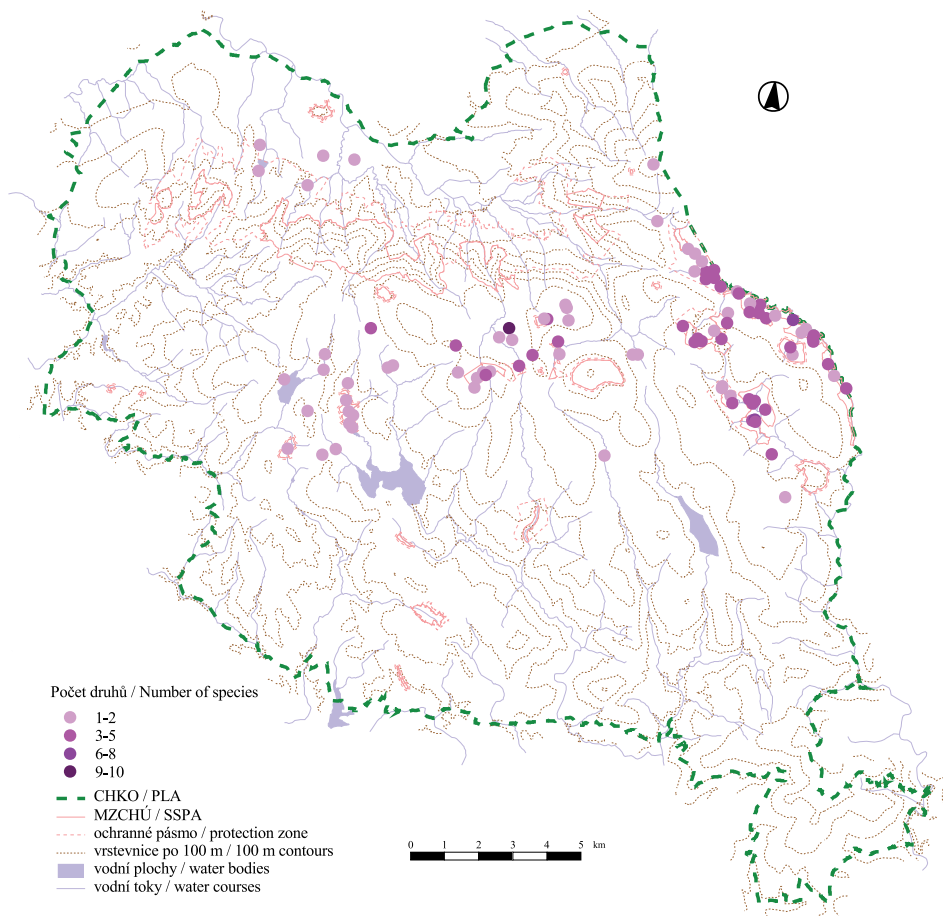 Počet druhů / Number of species
1-2
3-5
6-8
9-10
CHKO / PLA
MZCHÚ / SSPA
ochranné pásmo / protection zone
vrstevnice po 100 m / 100 m contours
vodní plochy / water bodies
vodní toky / water courses
0 1 2 3 4 5 km